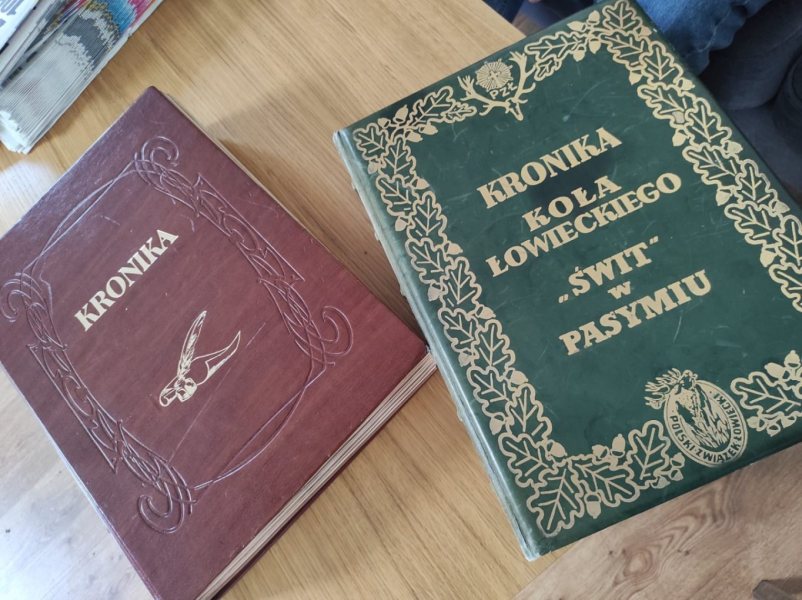 KRONIKA
PZŁ
KRONIKA
KOŁA
ŁOWIECKIEGO
„ŚWIT"
w
PASYMIU
POLSKI ZWIĄZEK ŁOWIECKI